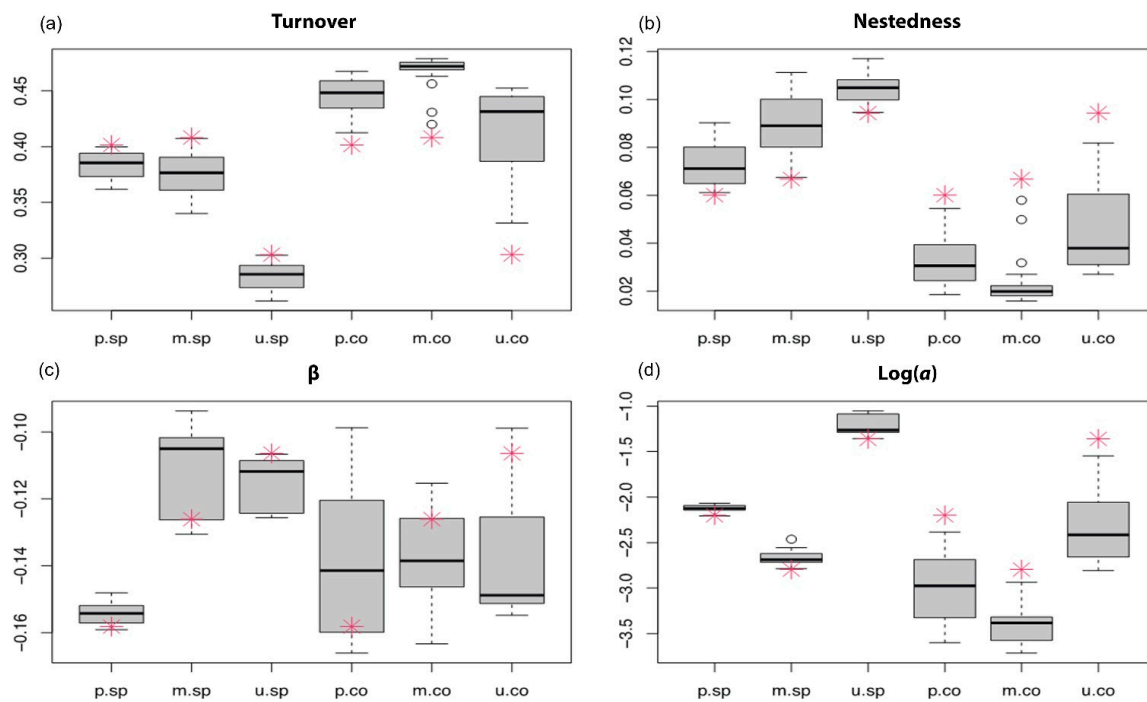 (a) Turnover
0.45
0.40
0.35
0.30
p.sp m.sp u.sp p.co m.co u.co
(b) Nestedness
0.12
0.10
0.08
0.06
0.04
0.02
p.sp m.sp u.sp p.co m.co u.co
(c) β
-0.10
-0.12
-0.14
-0.16
p.sp m.sp u.sp p.co m.co u.co
(d) Log(a)
-1.0
-1.5
-2.0
-2.5
-3.0
-3.5
p.sp m.sp u.sp p.co m.co u.co